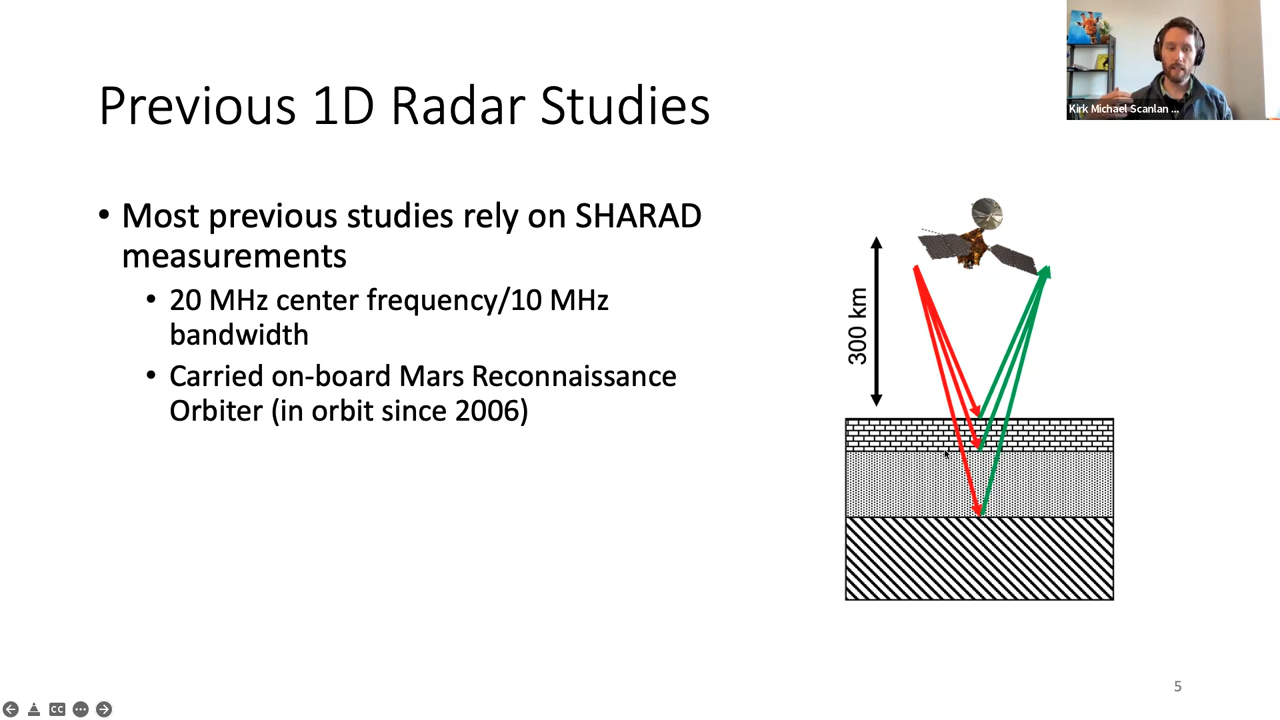 Kirk Michael Scanlan ...
Previous 1D Radar Studies
• Most previous studies rely on SHARAD
measurements
• 20 MHz center frequency/10 MHz
bandwidth
• Carried on-board Mars Reconnaissance
Orbiter (in orbit since 2006)
300 km
5
CC